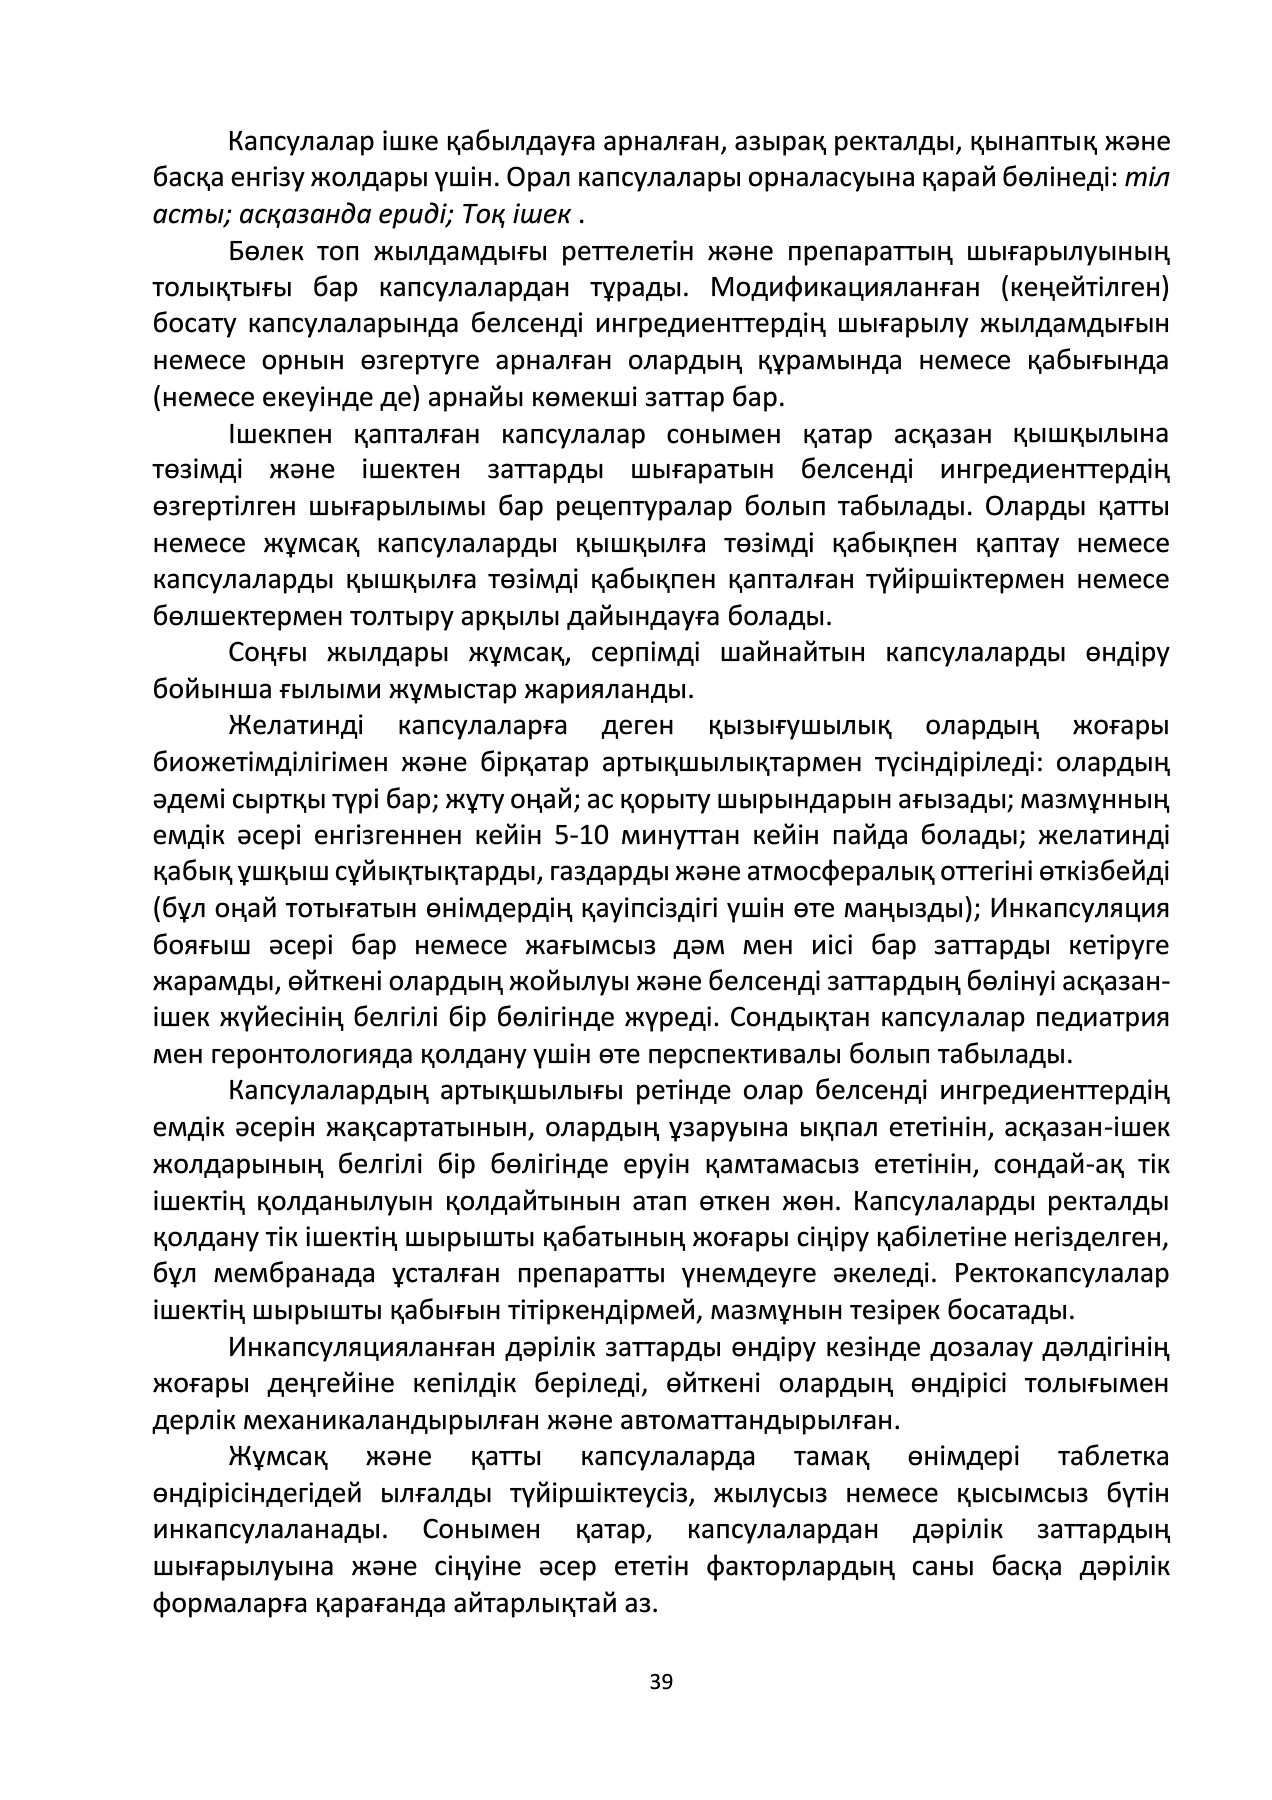 Капсулалар ішке қабылдауға арналған, азырақ ректалды, қынаптық және
басқа енгізу жолдары үшін. Орал капсулалары орналасуына қарай бөлінеді: тіл
асты; асқазанда ериді; Тоқ ішек .
Бөлек топ жылдамдығы реттелетін және препараттың шығарылуының
толықтығы бар капсулалардан тұрады. Модификацияланған (кеңейтілген)
босату капсулаларында белсенді ингредиенттердің шығарылу жылдамдығын
немесе орнын өзгертуге арналған олардың құрамында немесе қабығында
(немесе екеуінде де) арнайы көмекші заттар бар.
Ішекпен қапталған капсулалар сонымен қатар асқазан қышқылына
төзімді және ішектен заттарды шығаратын белсенді ингредиенттердің
өзгертілген шығарылымы бар рецептуралар болып табылады. Оларды қатты
немесе жұмсақ капсулаларды қышқылға төзімді қабықпен қаптау немесе
капсулаларды қышқылға төзімді қабықпен қапталған түйіршіктермен немесе
бөлшектермен толтыру арқылы дайындауға болады.
Соңғы жылдары жұмсақ, серпімді шайнайтын капсулаларды өндіру
бойынша ғылыми жұмыстар жарияланды.
Желатинді капсулаларға деген қызығушылық олардың жоғары
биожетімділігімен және бірқатар артықшылықтармен түсіндіріледі: олардың
әдемі сыртқы түрі бар; жұту оңай; ас қорыту шырындарын ағызады; мазмұнның
емдік әсері енгізгеннен кейін 5-10 минуттан кейін пайда болады; желатинді
қабық ұшқыш сұйықтықтарды, газдарды және атмосфералық оттегіні өткізбейді
(бұл оңай тотығатын өнімдердің қауіпсіздігі үшін өте маңызды); Инкапсуляция
бояғыш әсері бар немесе жағымсыз дәм мен иісі бар заттарды кетіруге
жарамды, өйткені олардың жойылуы және белсенді заттардың бөлінуі асқазан-
ішек жүйесінің белгілі бір бөлігінде жүреді. Сондықтан капсулалар педиатрия
мен геронтологияда қолдану үшін өте перспективалы болып табылады.
Капсулалардың артықшылығы ретінде олар белсенді ингредиенттердің
емдік әсерін жақсартатынын, олардың ұзаруына ықпал ететінін, асқазан-ішек
жолдарының белгілі бір бөлігінде еруін қамтамасыз ететінін, сондай-ақ тік
ішектің қолданылуын қолдайтынын атап өткен жөн. Капсулаларды ректалды
қолдану тік ішектің шырышты қабатының жоғары сіңіру қабілетіне негізделген,
бұл мембранада ұсталған препаратты үнемдеуге әкеледі. Ректокапсулалар
ішектің шырышты қабығын тітіркендірмей, мазмұнын тезірек босатады.
Инкапсуляцияланған дәрілік заттарды өндіру кезінде дозалау дәлдігінің
жоғары деңгейіне кепілдік беріледі, өйткені олардың өндірісі толығымен
дерлік механикаландырылған және автоматтандырылған.
Жұмсақ және қатты капсулаларда тамақ өнімдері таблетка
өндірісіндегідей ылғалды түйіршіктеусіз, жылусыз немесе қысымсыз бүтін
инкапсулаланады. Сонымен қатар, капсулалардан дәрілік заттардың
шығарылуына және сіңуіне әсер ететін факторлардың саны басқа дәрілік
формаларға қарағанда айтарлықтай аз.
39